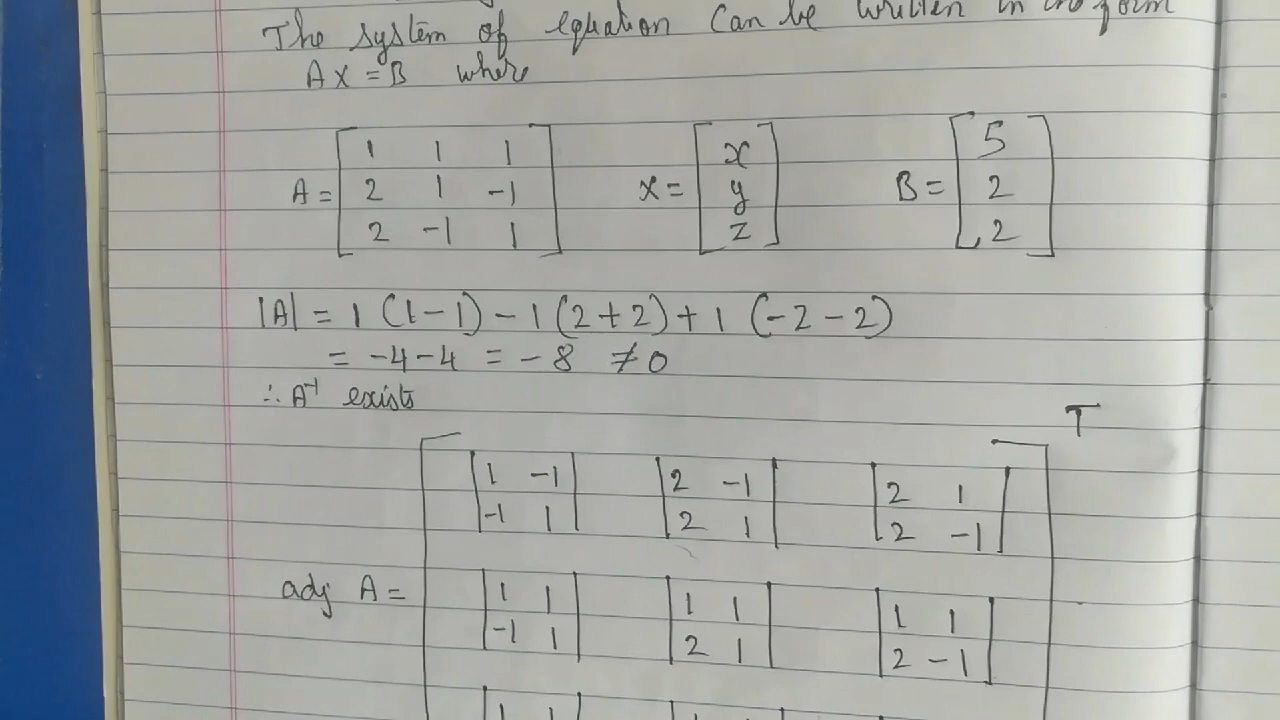 The system of equation can be written in the form
AX = B where
A = [1 1 1; 2 1 -1; 2 -1 1] X = [x; y; z] B = [5; 2; 2]
|A| = 1 (1-1) - 1 (2+2) + 1 (-2-2)
= -4-4 = -8 ≠0
∴ A⁻¹ exists
T
|1 -1; -1 1| |2 -1; 2 1| |2 1; 2 -1|
adj A = |1 1; -1 1| |1 1; 2 1| |1 1; 2 -1|